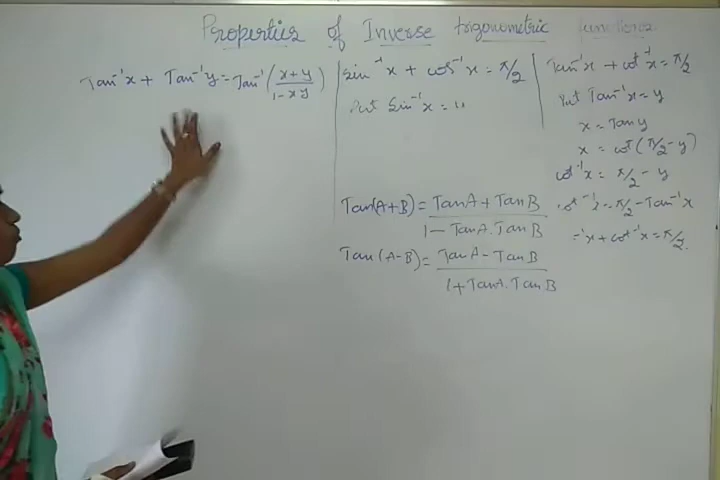 Properties of Inverse trigonometric functions
Tan⁻¹x + Tan⁻¹y = Tan⁻¹((x+y)/(1-xy))
Sin⁻¹x + cos⁻¹x = π/2
Put Sin⁻¹x =
Tan(A+B) = (TanA + TanB)/(1 - TanA.TanB)
Tan(A-B) = (TanA - TanB)/(1 + TanA.TanB)
Tan⁻¹x + cot⁻¹x = π/2
Put Tan⁻¹x = y
x = Tan y
x = cot(π/2 - y)
cot⁻¹x = π/2 - y
= π/2 - Tan⁻¹x
⁻¹x + cot⁻¹x = π/2.